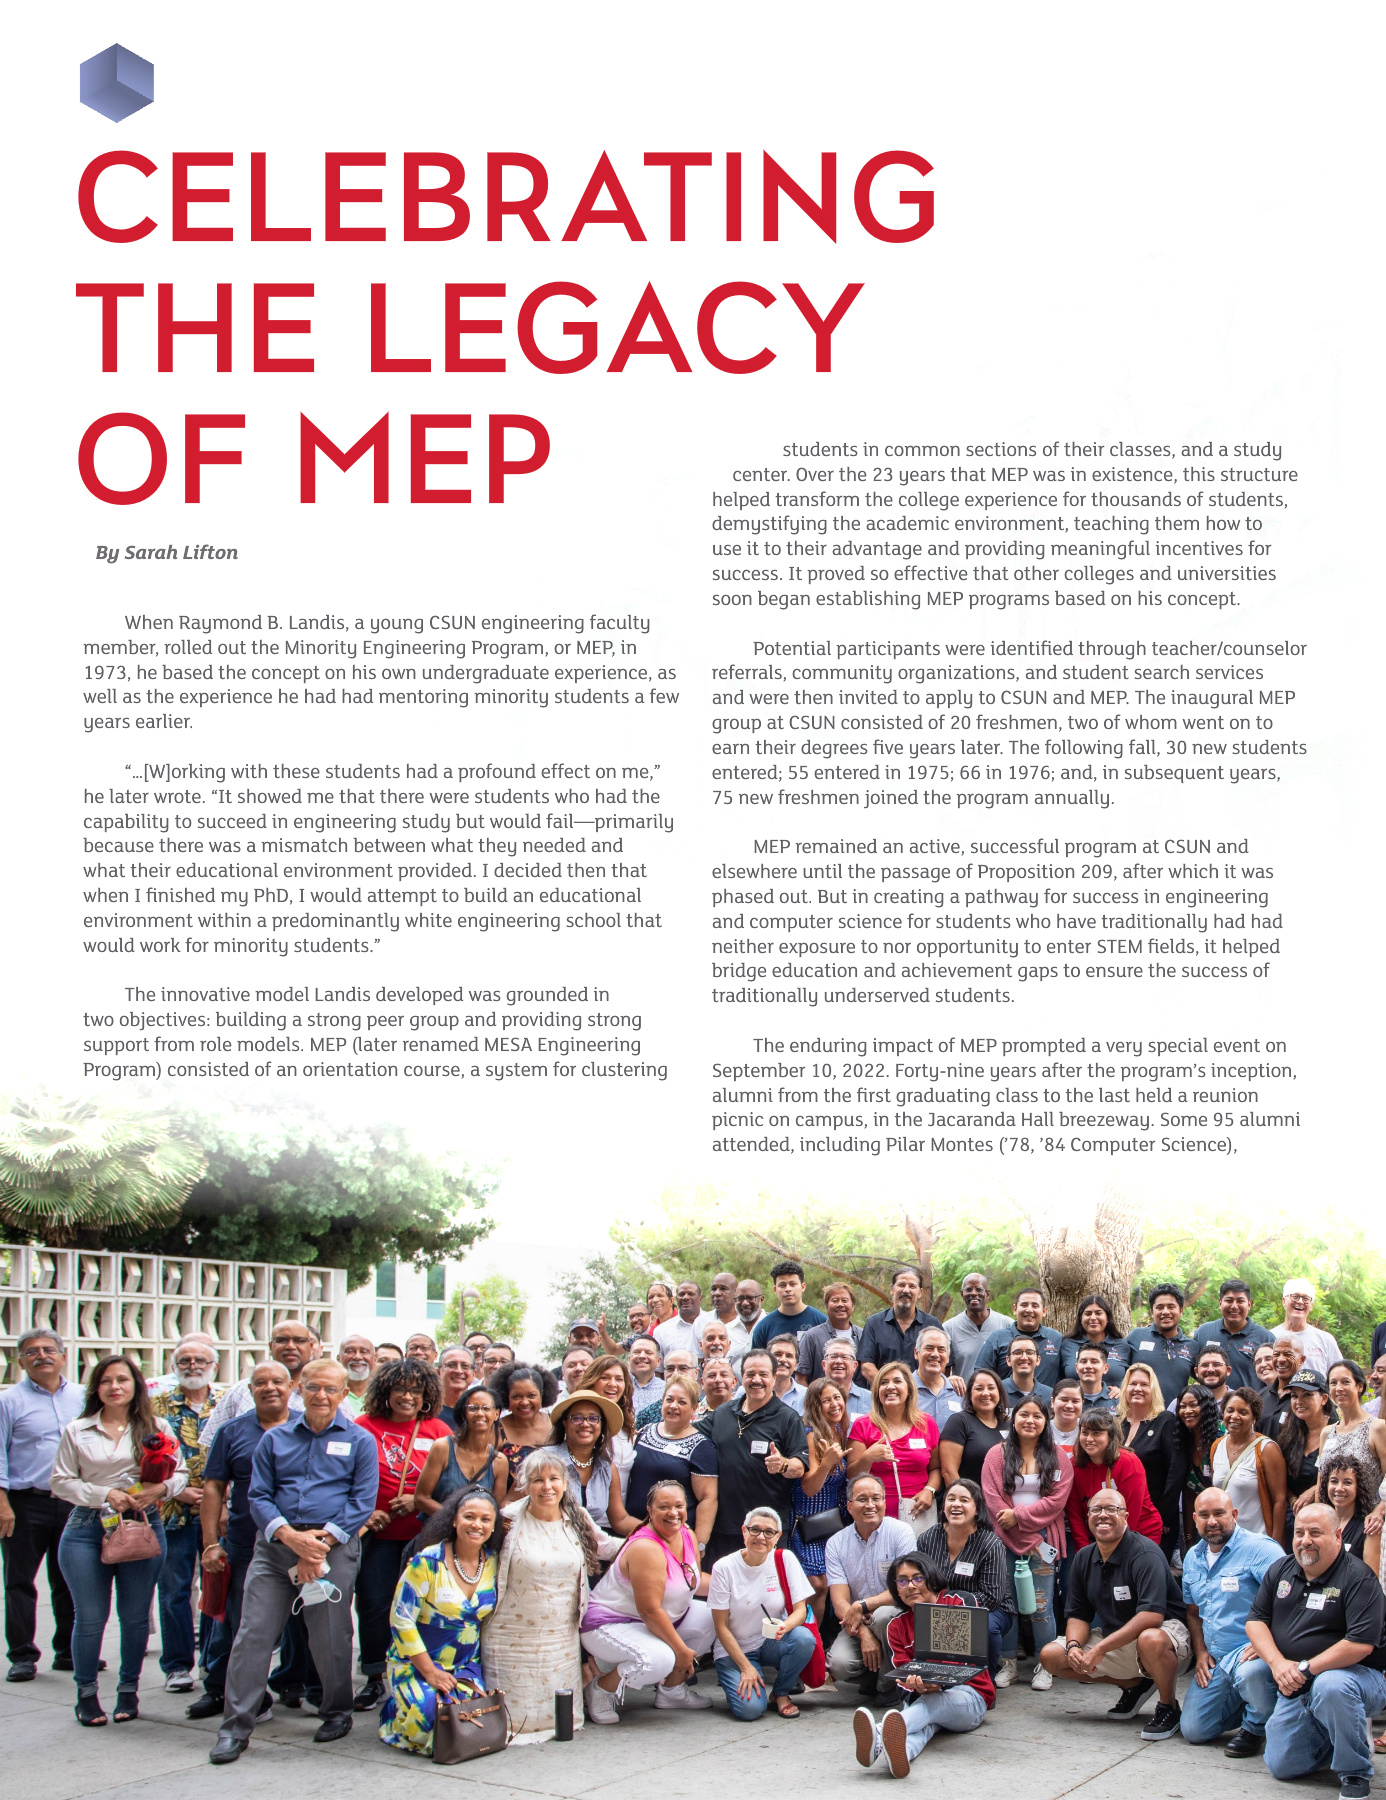 CELEBRATING
THE LEGACY
OF MEP
By Sarah Lifton
When Raymond B. Landis, a young CSUN engineering faculty
member, rolled out the Minority Engineering Program, or MEP, in
1973, he based the concept on his own undergraduate experience, as
well as the experience he had had mentoring minority students a few
years earlier.
“...[W]orking with these students had a profound effect on me,”
he later wrote. “It showed me that there were students who had the
capability to succeed in engineering study but would fail—primarily
because there was a mismatch between what they needed and
what their educational environment provided. I decided then that
when I finished my PhD, I would attempt to build an educational
environment within a predominantly white engineering school that
would work for minority students.”
The innovative model Landis developed was grounded in
two objectives: building a strong peer group and providing strong
support from role models. MEP (later renamed MESA Engineering
Program) consisted of an orientation course, a system for clustering
students in common sections of their classes, and a study
center. Over the 23 years that MEP was in existence, this structure
helped transform the college experience for thousands of students,
demystifying the academic environment, teaching them how to
use it to their advantage and providing meaningful incentives for
success. It proved so effective that other colleges and universities
soon began establishing MEP programs based on his concept.
Potential participants were identified through teacher/counselor
referrals, community organizations, and student search services
and were then invited to apply to CSUN and MEP. The inaugural MEP
group at CSUN consisted of 20 freshmen, two of whom went on to
earn their degrees five years later. The following fall, 30 new students
entered; 55 entered in 1975; 66 in 1976; and, in subsequent years,
75 new freshmen joined the program annually.
MEP remained an active, successful program at CSUN and
elsewhere until the passage of Proposition 209, after which it was
phased out. But in creating a pathway for success in engineering
and computer science for students who have traditionally had had
neither exposure to nor opportunity to enter STEM fields, it helped
bridge education and achievement gaps to ensure the success of
traditionally underserved students.
The enduring impact of MEP prompted a very special event on
September 10, 2022. Forty-nine years after the program’s inception,
alumni from the first graduating class to the last held a reunion
picnic on campus, in the Jacaranda Hall breezeway. Some 95 alumni
attended, including Pilar Montes (’78, ’84 Computer Science),